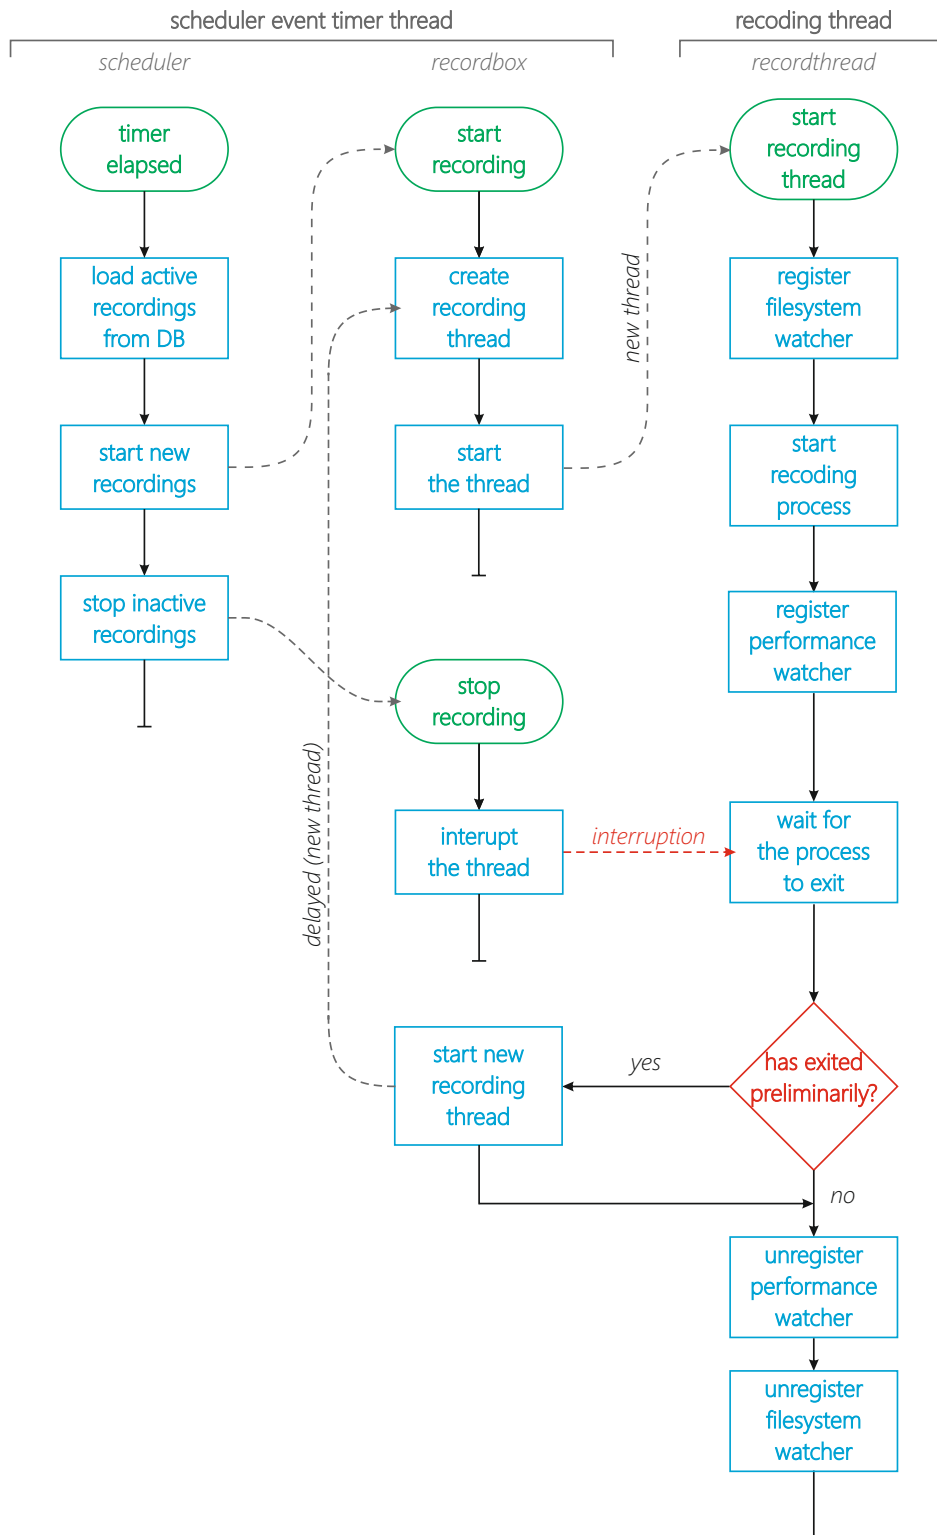 scheduler event timer thread
recoding thread
scheduler
recordbox
recordthread
timer
elapsed
load active
recordings
from DB
start new
recordings
stop inactive
recordings
start
recording
create
recording
thread
start
the thread
new thread
stop
recording
interupt
the thread
interruption
delayed (new thread)
start new
recording
thread
start
recording
thread
register
filesystem
watcher
start
recoding
process
register
performance
watcher
wait for
the process
to exit
has exited
preliminarily?
yes
no
unregister
performance
watcher
unregister
filesystem
watcher